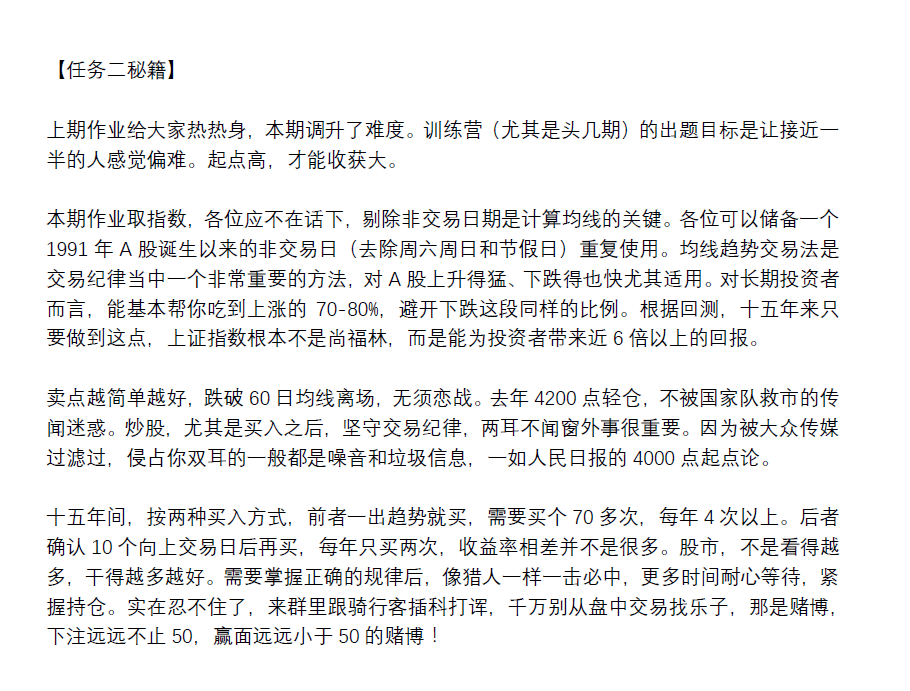 【任务二秘籍】
上期作业给大家热热身，本期调升了难度。训练营（尤其是头几期）的出题目标是让接近一
半的人感觉偏难。起点高，才能收获大。
本期作业取指数，各位应不在话下，剔除非交易日期是计算均线的关键。各位可以储备一个
1991 年 A 股诞生以来的非交易日（去除周六周日和节假日）重复使用。均线趋势交易法是
交易纪律当中一个非常重要的方法，对 A 股上升得猛、下跌得也快尤其适用。对长期投资者
而言，能基本帮你吃到上涨的 70-80%，避开下跌这段同样的比例。根据回测，十五年来只
要做到这点，上证指数根本不是尚福林，而是能为投资者带来近 6 倍以上的回报。
卖点越简单越好，跌破 60 日均线离场，无须恋战。去年 4200 点轻仓，不被国家队救市的传
闻迷惑。炒股，尤其是买入之后，坚守交易纪律，两耳不闻窗外事很重要。因为被大众传媒
过滤过，侵占你双耳的一般都是噪音和垃圾信息，一如人民日报的 4000 点起点论。
十五年间，按两种买入方式，前者一出趋势就买，需要买个 70 多次，每年 4 次以上。后者
确认 10 个向上交易日后再买，每年只买两次，收益率相差并不是很多。股市，不是看得越
多，干得越多越好。需要掌握正确的规律后，像猎人一样一击必中，更多时间耐心等待，紧
握持仓。实在忍不住了，来群里跟骑行客插科打诨，千万别从盘中交易找乐子，那是赌博，
下注远远不止 50，赢面远远小于 50 的赌博！